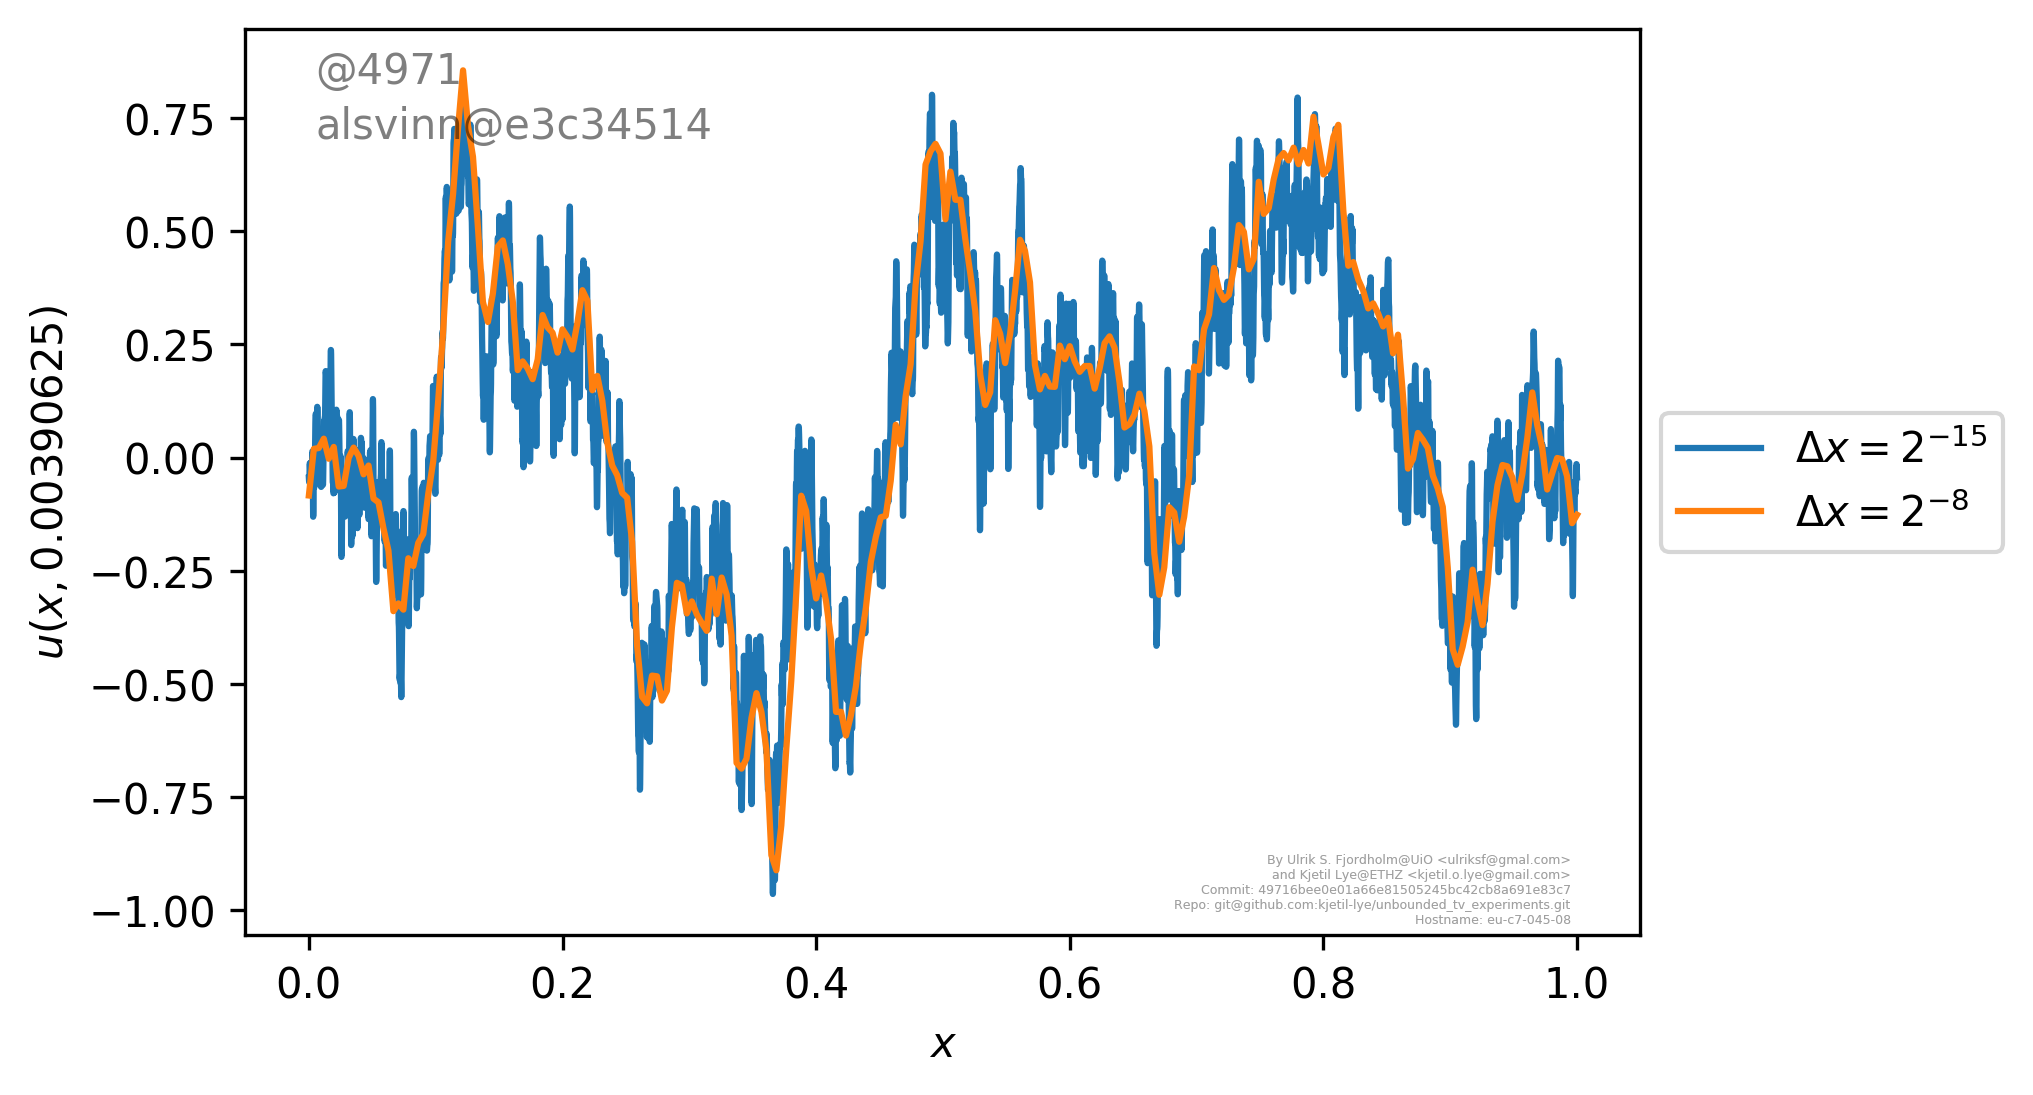 @4971
alsvinn@e3c34514
0.75
0.50
0.25
0.00
−0.25
−0.50
−0.75
−1.00
u(x, 0.00390625)
0.0 0.2 0.4 0.6 0.8 1.0
x
Δx = 2⁻¹⁵
Δx = 2⁻⁸
By Ulrik S. Fjordholm@UiO <ulriksf@gmal.com>
and Kjetil Lye@ETHZ <kjetil.o.lye@gmail.com>
Commit: 49716bee0e01a66e81505245bc42cb8a691e83c7
Repo: git@github.com:kjetil-lye/unbounded_tv_experiments.git
Hostname: eu-c7-045-08